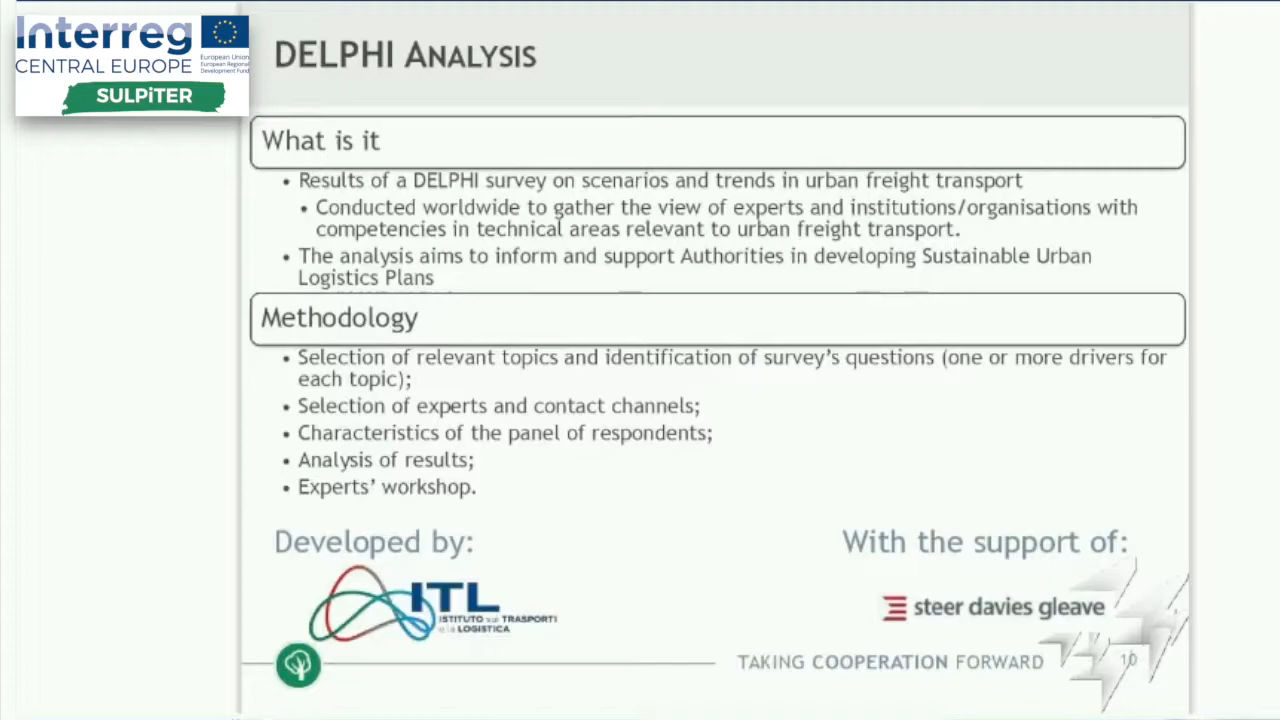 Interreg
CENTRAL EUROPE
European Union
European Regional
Development Fund
SULPiTER
DELPHI ANALYSIS
What is it
• Results of a DELPHI survey on scenarios and trends in urban freight transport
• Conducted worldwide to gather the view of experts and institutions/organisations with
competencies in technical areas relevant to urban freight transport.
• The analysis aims to inform and support Authorities in developing Sustainable Urban
Logistics Plans
Methodology
• Selection of relevant topics and identification of survey's questions (one or more drivers for
each topic);
• Selection of experts and contact channels;
• Characteristics of the panel of respondents;
• Analysis of results;
• Experts' workshop.
Developed by:
With the support of:
ITL
ISTITUTO sui TRASPORTI
e la LOGISTICA
steer davies gleave
TAKING COOPERATION FORWARD
10